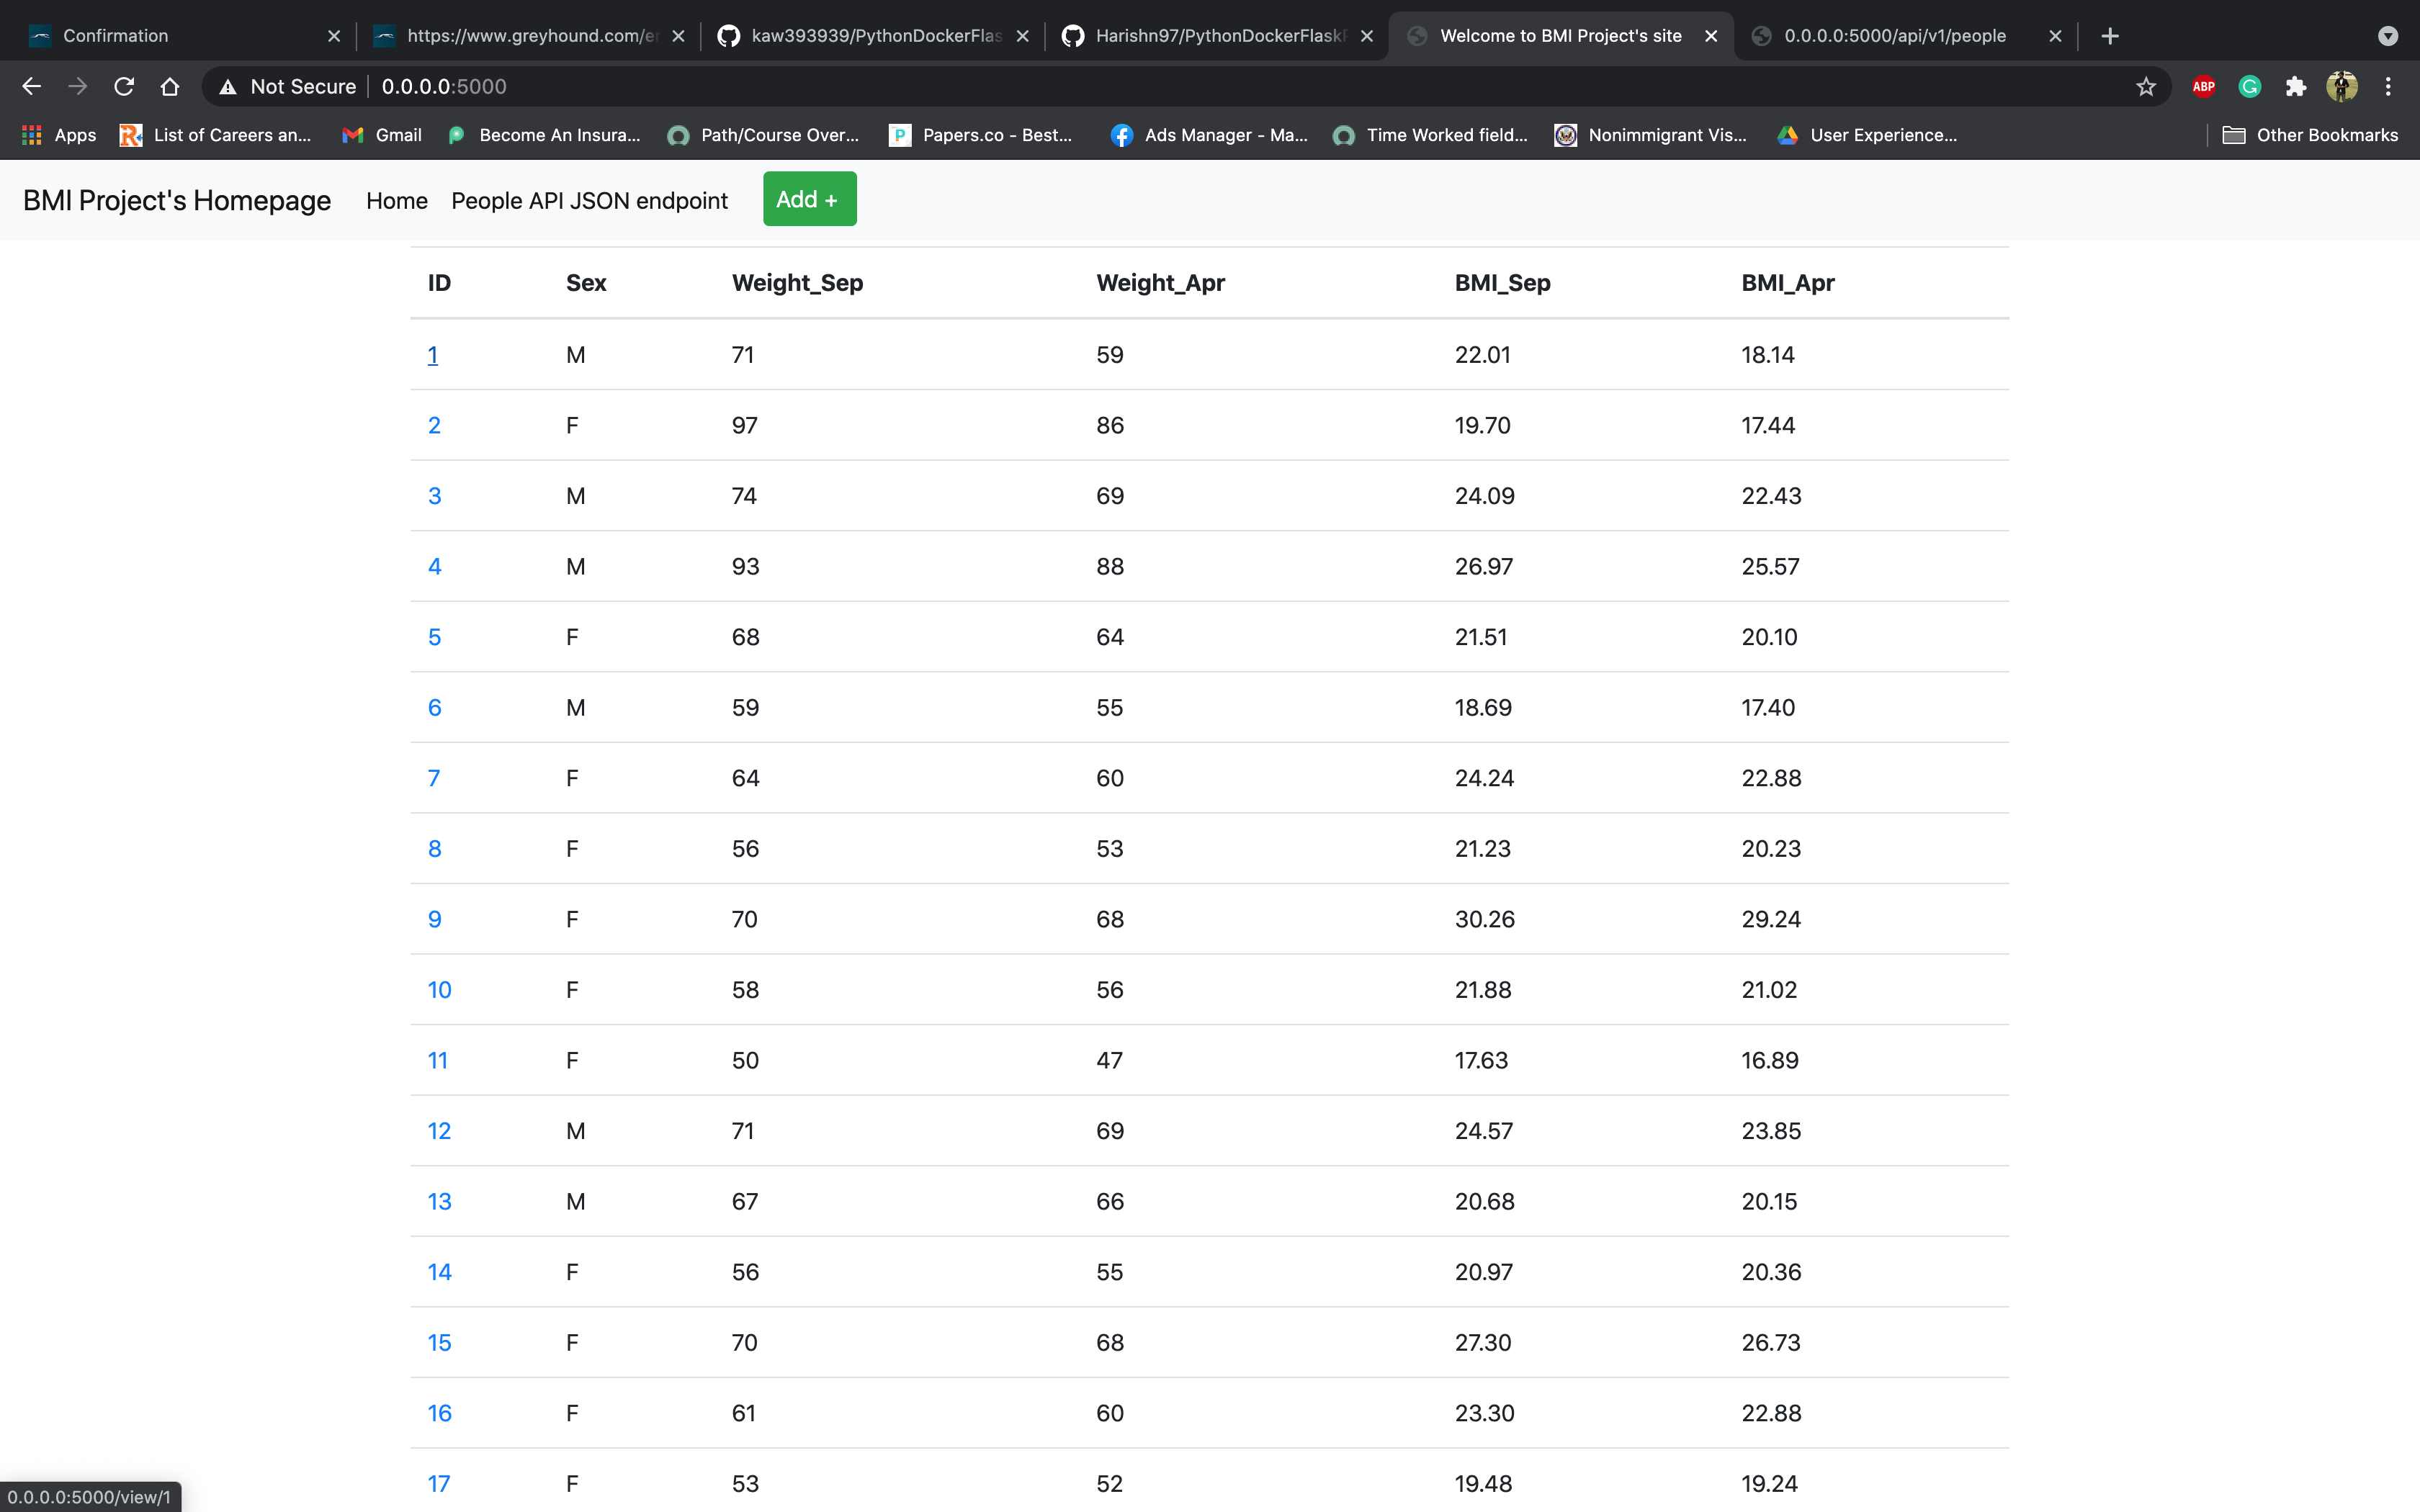 Confirmation https://www.greyhound.com/er kaw393939/PythonDockerFlas Harishn97/PythonDockerFlaskF Welcome to BMI Project's site 0.0.0.0:5000/api/v1/people
Not Secure 0.0.0.0:5000 ABP
Apps List of Careers an... Gmail Become An Insura... Path/Course Over... Papers.co - Best... Ads Manager - Ma... Time Worked field... Nonimmigrant Vis... User Experience... Other Bookmarks
BMI Project's Homepage Home People API JSON endpoint Add +
ID Sex Weight_Sep Weight_Apr BMI_Sep BMI_Apr
1 M 71 59 22.01 18.14
2 F 97 86 19.70 17.44
3 M 74 69 24.09 22.43
4 M 93 88 26.97 25.57
5 F 68 64 21.51 20.10
6 M 59 55 18.69 17.40
7 F 64 60 24.24 22.88
8 F 56 53 21.23 20.23
9 F 70 68 30.26 29.24
10 F 58 56 21.88 21.02
11 F 50 47 17.63 16.89
12 M 71 69 24.57 23.85
13 M 67 66 20.68 20.15
14 F 56 55 20.97 20.36
15 F 70 68 27.30 26.73
16 F 61 60 23.30 22.88
17 F 53 52 19.48 19.24
0.0.0.0:5000/view/1